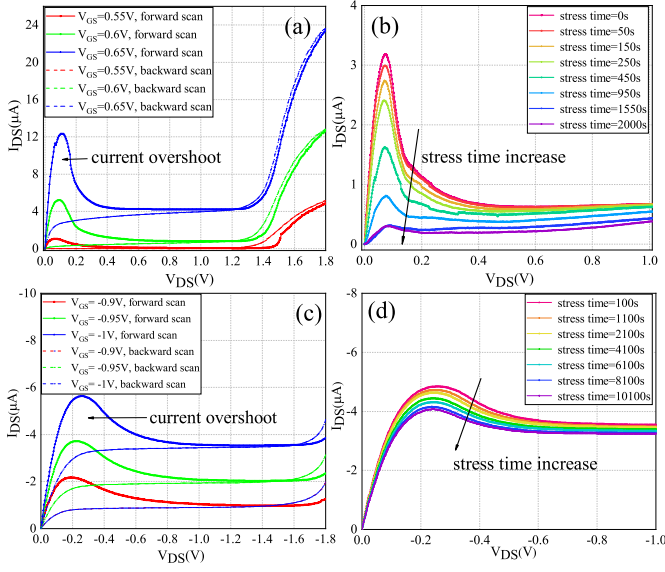 (a)
V_GS=0.55V, forward scan
V_GS=0.6V, forward scan
V_GS=0.65V, forward scan
V_GS=0.55V, backward scan
V_GS=0.6V, backward scan
V_GS=0.65V, backward scan
current overshoot
I_DS(μA)
24
20
16
12
8
4
0
0.0 0.2 0.4 0.6 0.8 1.0 1.2 1.4 1.6 1.8
V_DS(V)
(b)
stress time=0s
stress time=50s
stress time=150s
stress time=250s
stress time=450s
stress time=950s
stress time=1550s
stress time=2000s
stress time increase
I_DS(μA)
4
3
2
1
0
0.0 0.2 0.4 0.6 0.8 1.0
V_DS(V)
(c)
V_GS= -0.9V, forward scan
V_GS= -0.95V, forward scan
V_GS= -1V, forward scan
V_GS= -0.9V, backward scan
V_GS= -0.95V, backward scan
V_GS= -1V, backward scan
current overshoot
I_DS(μA)
-10
-8
-6
-4
-2
0
0.0 -0.2 -0.4 -0.6 -0.8 -1.0 -1.2 -1.4 -1.6 -1.8
V_DS(V)
(d)
stress time=100s
stress time=1100s
stress time=2100s
stress time=4100s
stress time=6100s
stress time=8100s
stress time=10100s
stress time increase
I_DS(μA)
-8
-6
-4
-2
0
0.0 -0.2 -0.4 -0.6 -0.8 -1.0
V_DS(V)